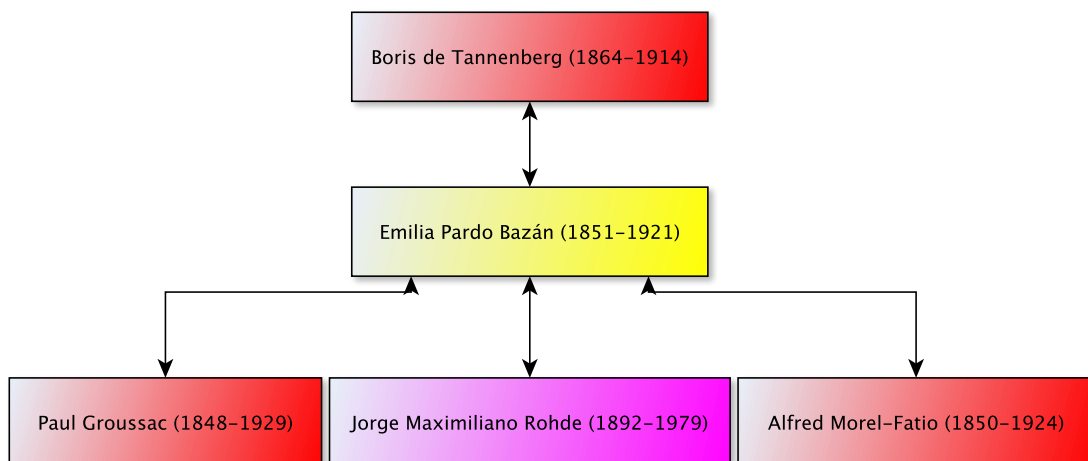 Boris de Tannenberg (1864-1914)
Emilia Pardo Bazán (1851-1921)
Paul Groussac (1848-1929)
Jorge Maximiliano Rohde (1892-1979)
Alfred Morel-Fatio (1850-1924)